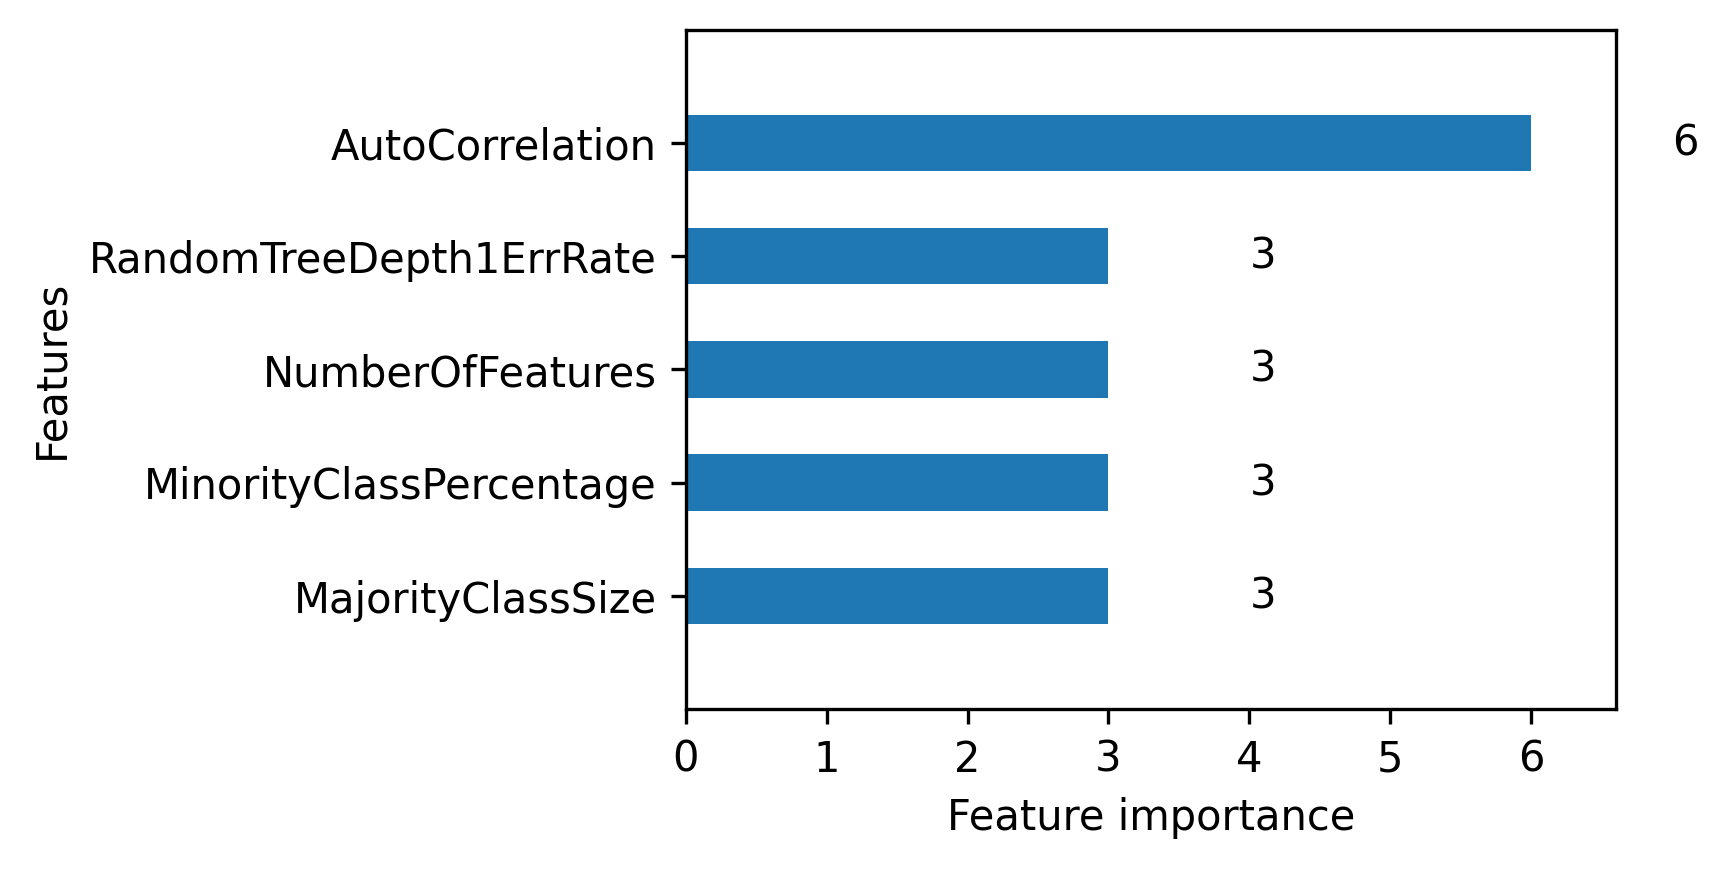 AutoCorrelation 6
RandomTreeDepth1ErrRate 3
NumberOfFeatures 3
MinorityClassPercentage 3
MajorityClassSize 3
Features
0 1 2 3 4 5 6
Feature importance